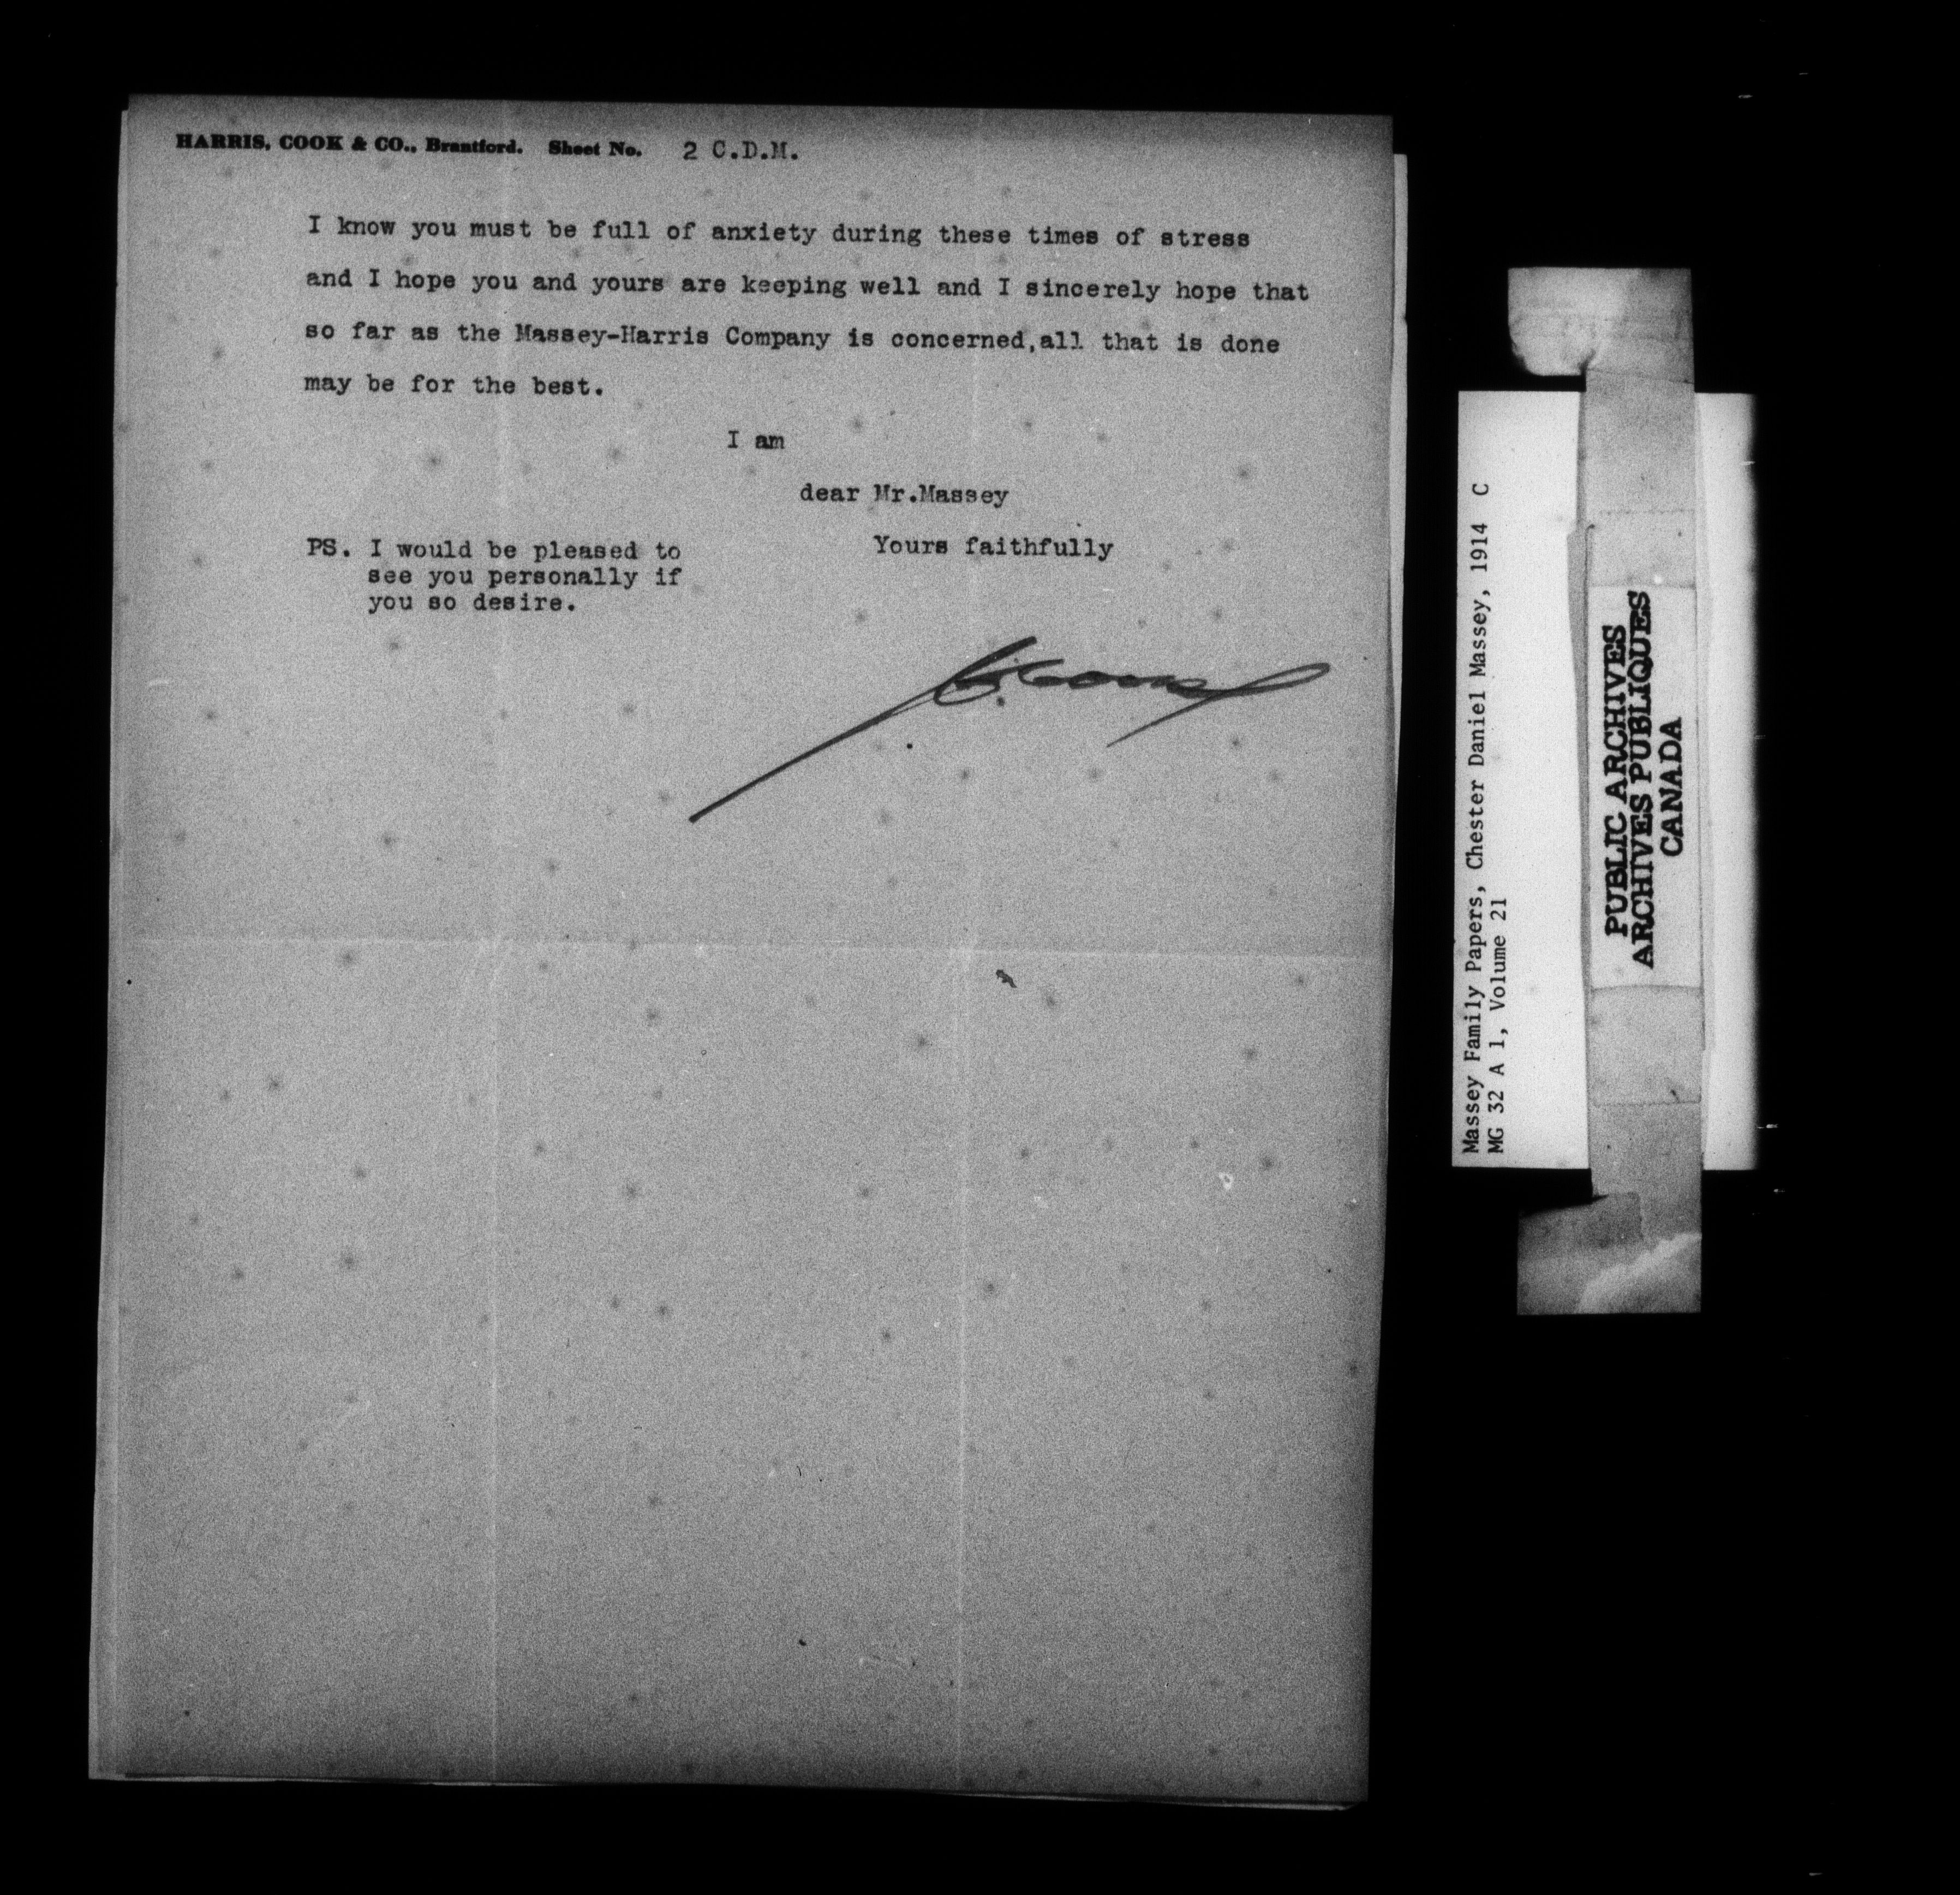 HARRIS, COOK & CO., Brantford. Sheet No. 2 C.D.M.
I know you must be full of anxiety during these times of stress
and I hope you and yours are keeping well and I sincerely hope that
so far as the Massey-Harris Company is concerned,all that is done
may be for the best.
I am
dear Mr.Massey
Yours faithfully
PS. I would be pleased to
see you personally if
you so desire.
Massey Family Papers, Chester Daniel Massey, 1914 C
MG 32 A 1, Volume 21
PUBLIC ARCHIVES
ARCHIVES PUBLIQUES
CANADA